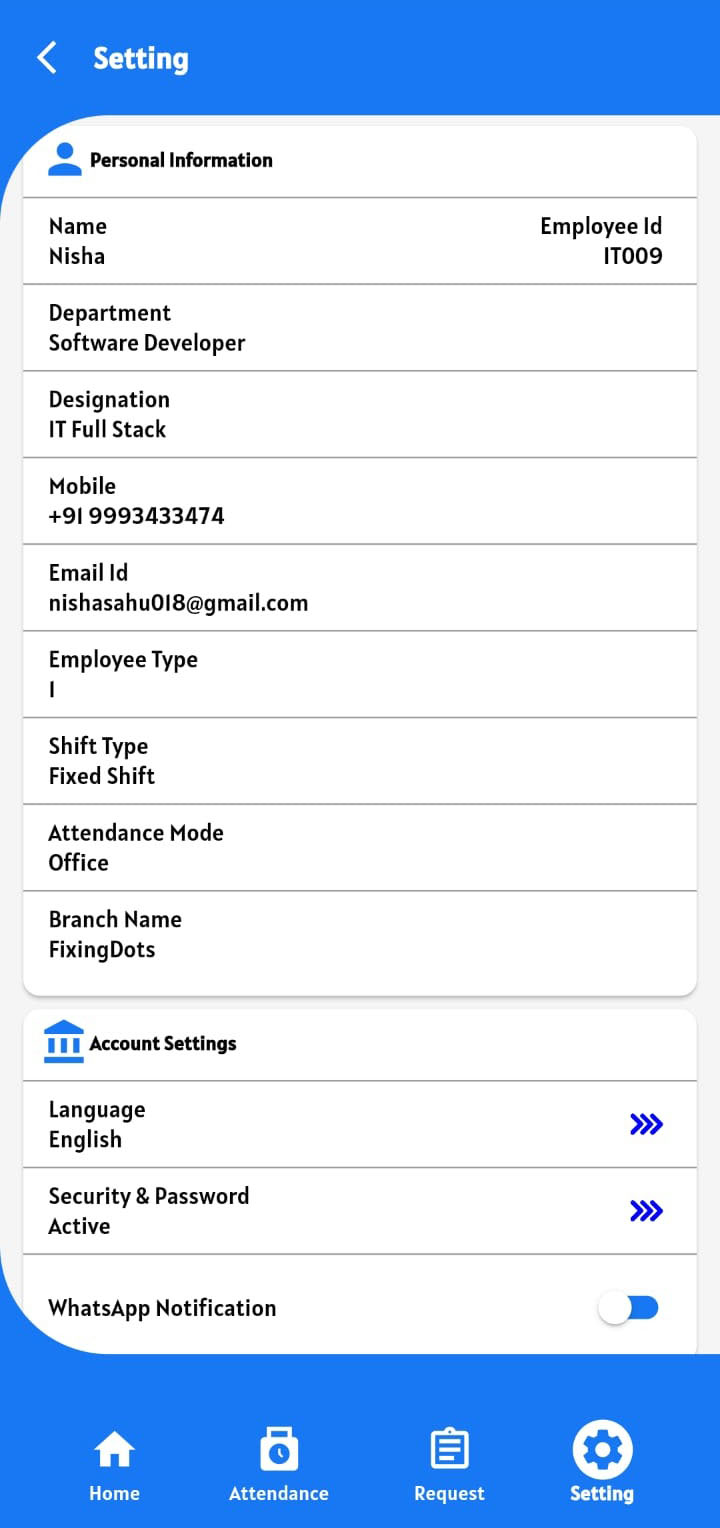 Setting
Personal Information
Name Employee Id
Nisha IT009
Department
Software Developer
Designation
IT Full Stack
Mobile
+91 9993433474
Email Id
nishasahu018@gmail.com
Employee Type
1
Shift Type
Fixed Shift
Attendance Mode
Office
Branch Name
FixingDots
Account Settings
Language
English
Security & Password
Active
WhatsApp Notification
Home Attendance Request Setting